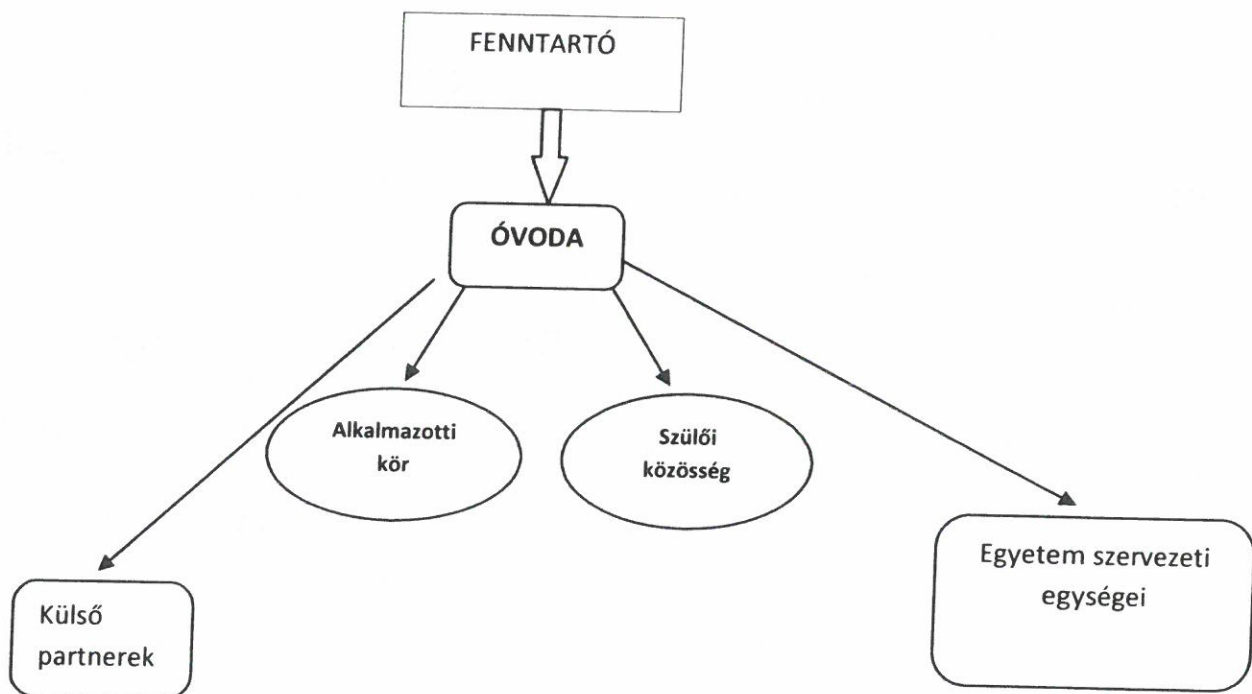 FENNTARTÓ
ÓVODA
Alkalmazotti
kör
Szülői
közösség
Külső
partnerek
Egyetem szervezeti
egységei